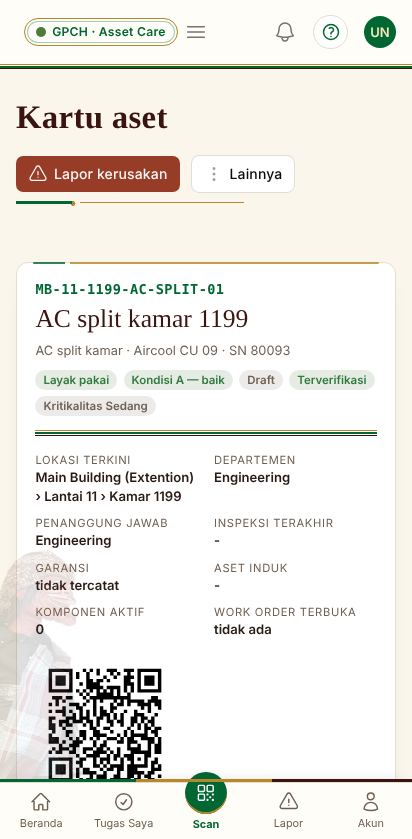 GPCH · Asset Care
UN
Kartu aset
Lapor kerusakan
Lainnya
MB-11-1199-AC-SPLIT-01
AC split kamar 1199
AC split kamar · Aircool CU 09 · SN 80093
Layak pakai Kondisi A — baik Draft Terverifikasi
Kritikalitas Sedang
LOKASI TERKINI
Main Building (Extention)
› Lantai 11 › Kamar 1199
DEPARTEMEN
Engineering
PENANGGUNG JAWAB
Engineering
INSPEKSI TERAKHIR
-
GARANSI
tidak tercatat
ASET INDUK
-
KOMPONEN AKTIF
0
WORK ORDER TERBUKA
tidak ada
Beranda Tugas Saya Scan Lapor Akun